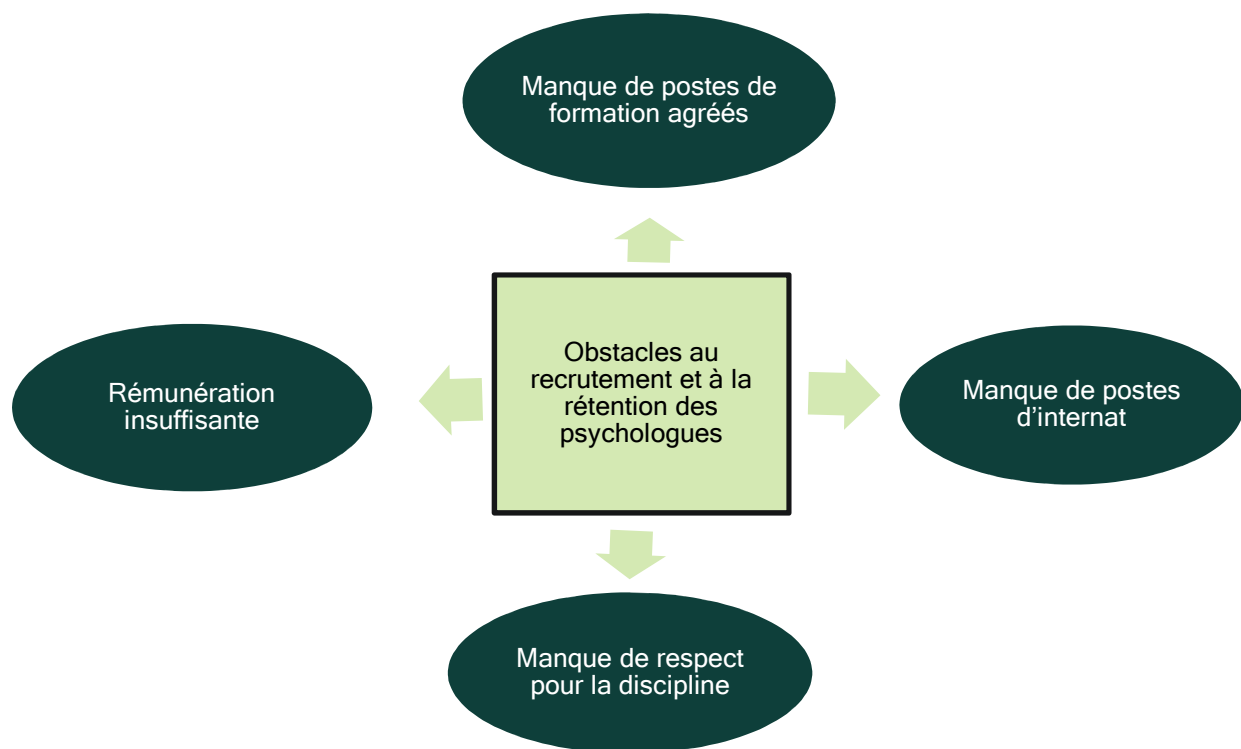 Manque de postes de
formation agréés
Obstacles au
recrutement et à la
rétention des
psychologues
Rémunération
insuffisante
Manque de postes
d’internat
Manque de respect
pour la discipline